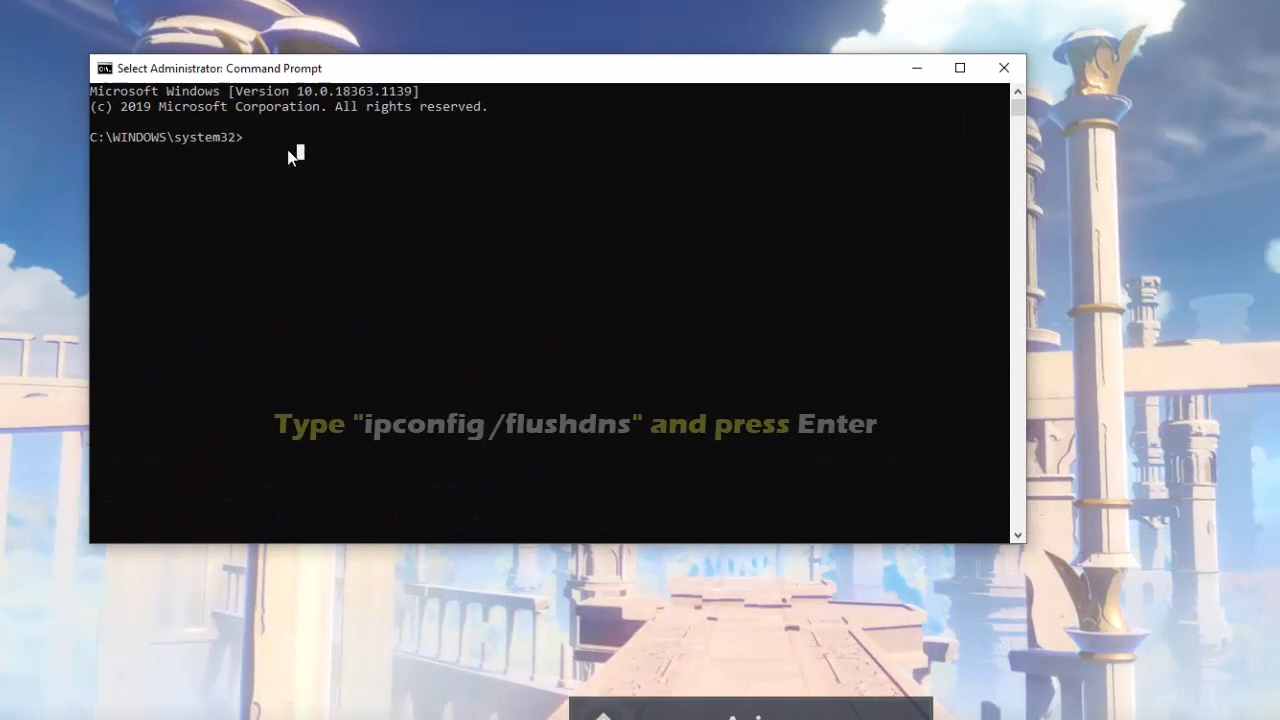 Select Administrator: Command Prompt
Microsoft Windows [Version 10.0.18363.1139]
(c) 2019 Microsoft Corporation. All rights reserved.
C:\WINDOWS\system32>
Type "ipconfig /flushdns" and press Enter